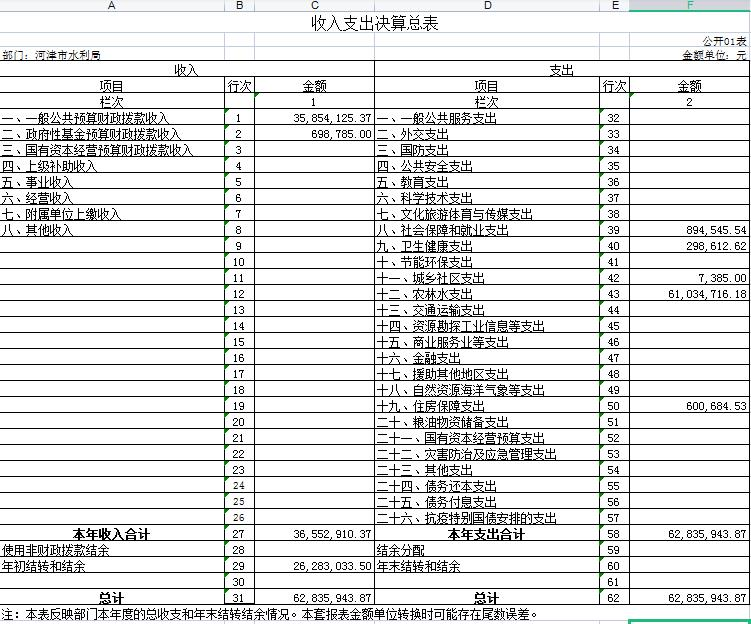 A B C D E F
收入支出决算总表
公开01表
部门：河津市水利局 金额单位：元
收入 支出
项目 行次 金额 项目 行次 金额
栏次 1 栏次 2
一、一般公共预算财政拨款收入 1 35,854,125.37 一、一般公共服务支出 32
二、政府性基金预算财政拨款收入 2 698,785.00 二、外交支出 33
三、国有资本经营预算财政拨款收入 3 三、国防支出 34
四、上级补助收入 4 四、公共安全支出 35
五、事业收入 5 五、教育支出 36
六、经营收入 6 六、科学技术支出 37
七、附属单位上缴收入 7 七、文化旅游体育与传媒支出 38
八、其他收入 8 八、社会保障和就业支出 39 894,545.54
9 九、卫生健康支出 40 298,612.62
10 十、节能环保支出 41
11 十一、城乡社区支出 42 7,385.00
12 十二、农林水支出 43 61,034,716.18
13 十三、交通运输支出 44
14 十四、资源勘探工业信息等支出 45
15 十五、商业服务业等支出 46
16 十六、金融支出 47
17 十七、援助其他地区支出 48
18 十八、自然资源海洋气象等支出 49
19 十九、住房保障支出 50 600,684.53
20 二十、粮油物资储备支出 51
21 二十一、国有资本经营预算支出 52
22 二十二、灾害防治及应急管理支出 53
23 二十三、其他支出 54
24 二十四、债务还本支出 55
25 二十五、债务付息支出 56
26 二十六、抗疫特别国债安排的支出 57
本年收入合计 27 36,552,910.37 本年支出合计 58 62,835,943.87
使用非财政拨款结余 28 结余分配 59
年初结转和结余 29 26,283,033.50 年末结转和结余 60
30 61
总计 31 62,835,943.87 总计 62 62,835,943.87
注：本表反映部门本年度的总收支和年末结转结余情况。本套报表金额单位转换时可能存在尾数误差。